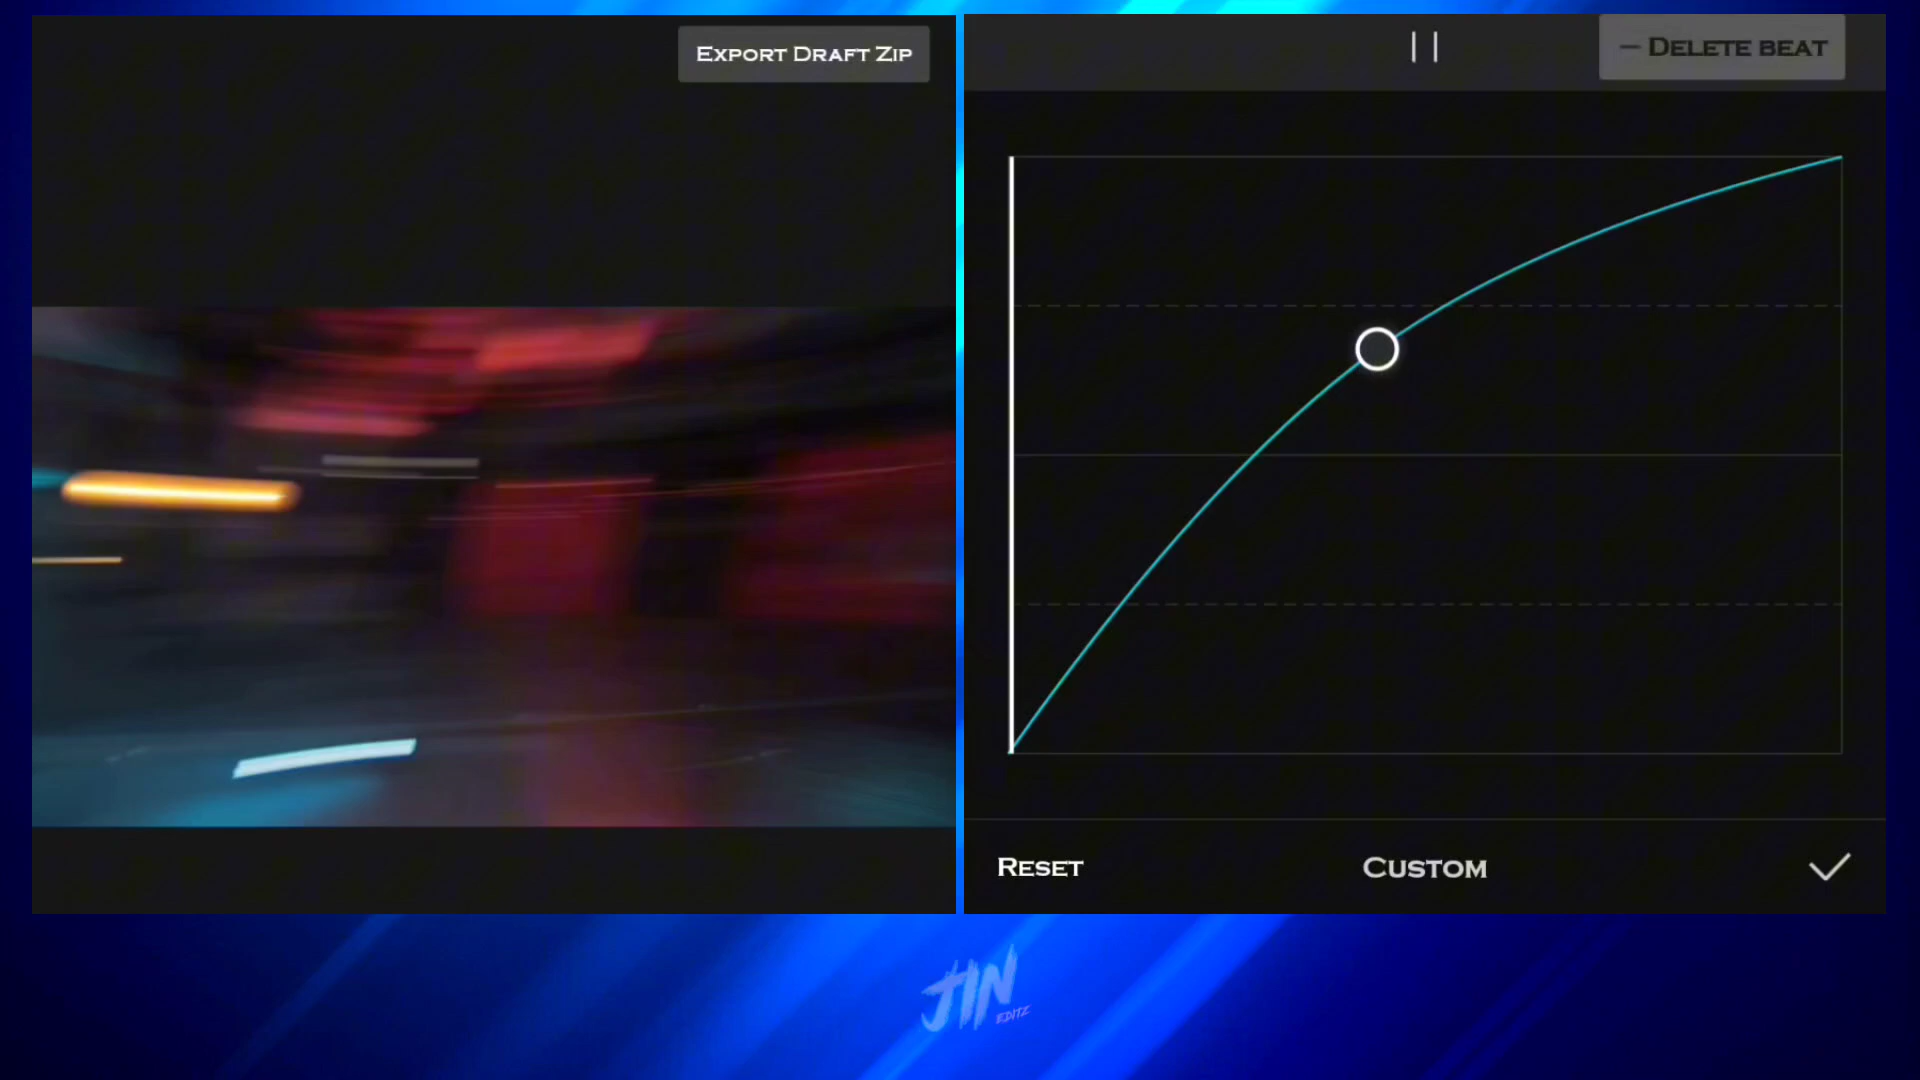 Export Draft Zip
— Delete beat
Reset
Custom
JIN
EDITZ